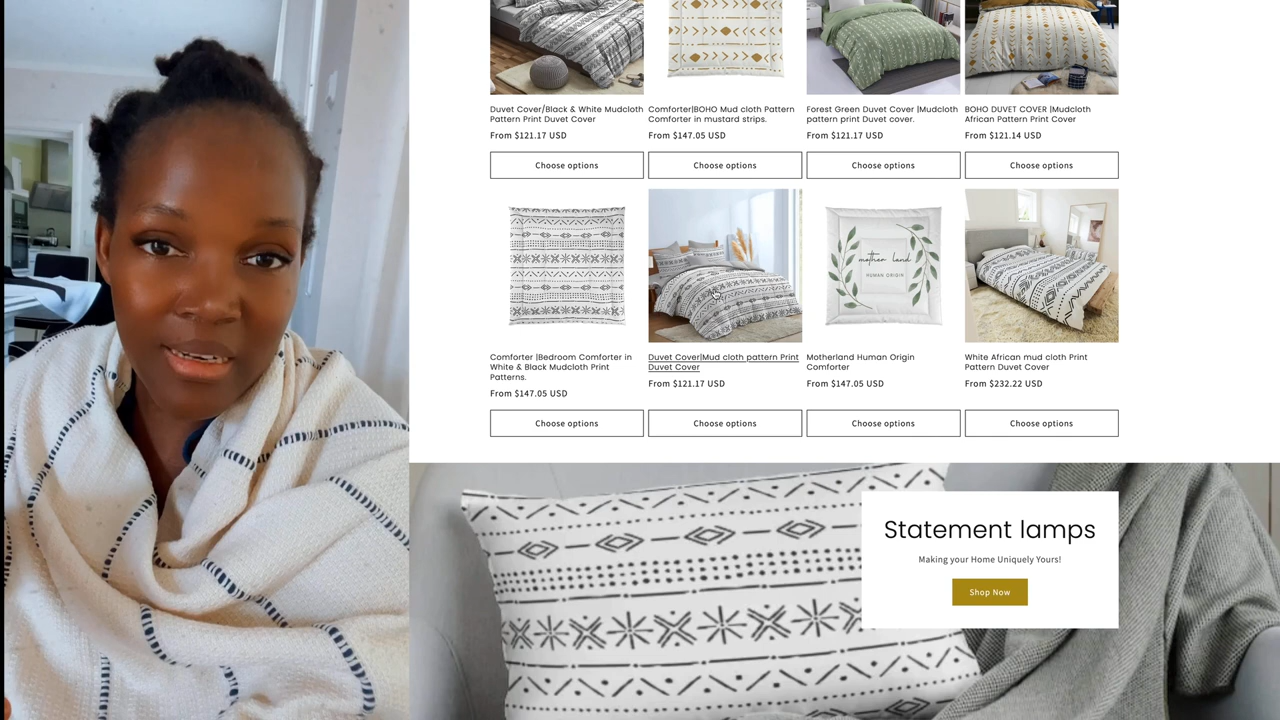 Duvet Cover/Black & White Mudcloth
Pattern Print Duvet Cover
From $121.17 USD
Choose options
Comforter|BOHO Mud cloth Pattern
Comforter in mustard strips.
From $147.05 USD
Choose options
Forest Green Duvet Cover |Mudcloth
pattern print Duvet cover.
From $121.17 USD
Choose options
BOHO DUVET COVER |Mudcloth
African Pattern Print Cover
From $121.14 USD
Choose options
mother land
HUMAN ORIGIN
Comforter |Bedroom Comforter in
White & Black Mudcloth Print
Patterns.
From $147.05 USD
Choose options
Duvet Cover|Mud cloth pattern Print
Duvet Cover
From $121.17 USD
Choose options
Motherland Human Origin
Comforter
From $147.05 USD
Choose options
White African mud cloth Print
Pattern Duvet Cover
From $232.22 USD
Choose options
Statement lamps
Making your Home Uniquely Yours!
Shop Now